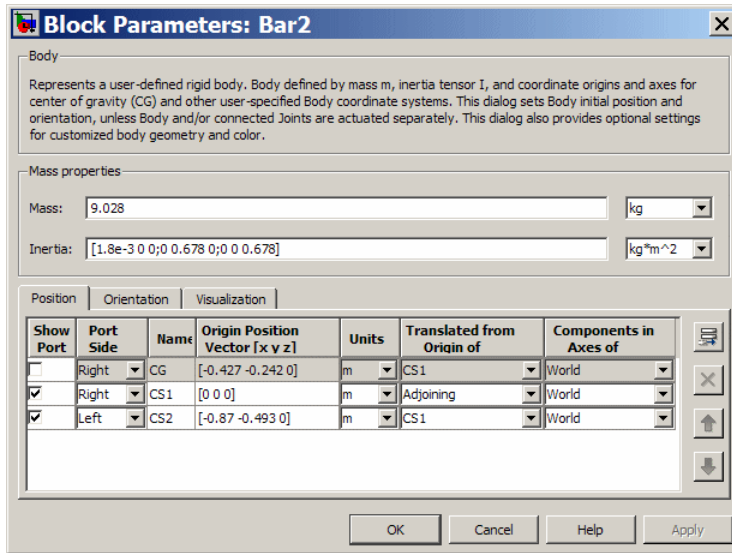 Block Parameters: Bar2
Body
Represents a user-defined rigid body. Body defined by mass m, inertia tensor I, and coordinate origins and axes for
center of gravity (CG) and other user-specified Body coordinate systems. This dialog sets Body initial position and
orientation, unless Body and/or connected Joints are actuated separately. This dialog also provides optional settings
for customized body geometry and color.
Mass properties
Mass: 9.028 kg
Inertia: [1.8e-3 0 0;0 0.678 0;0 0 0.678] kg*m^2
Position Orientation Visualization
Show Port Name Origin Position Units Translated from Components in
Port Side Vector [x y z] Origin of Axes of
Right CG [-0.427 -0.242 0] m CS1 World
Right CS1 [0 0 0] m Adjoining World
Left CS2 [-0.87 -0.493 0] m CS1 World
OK Cancel Help Apply